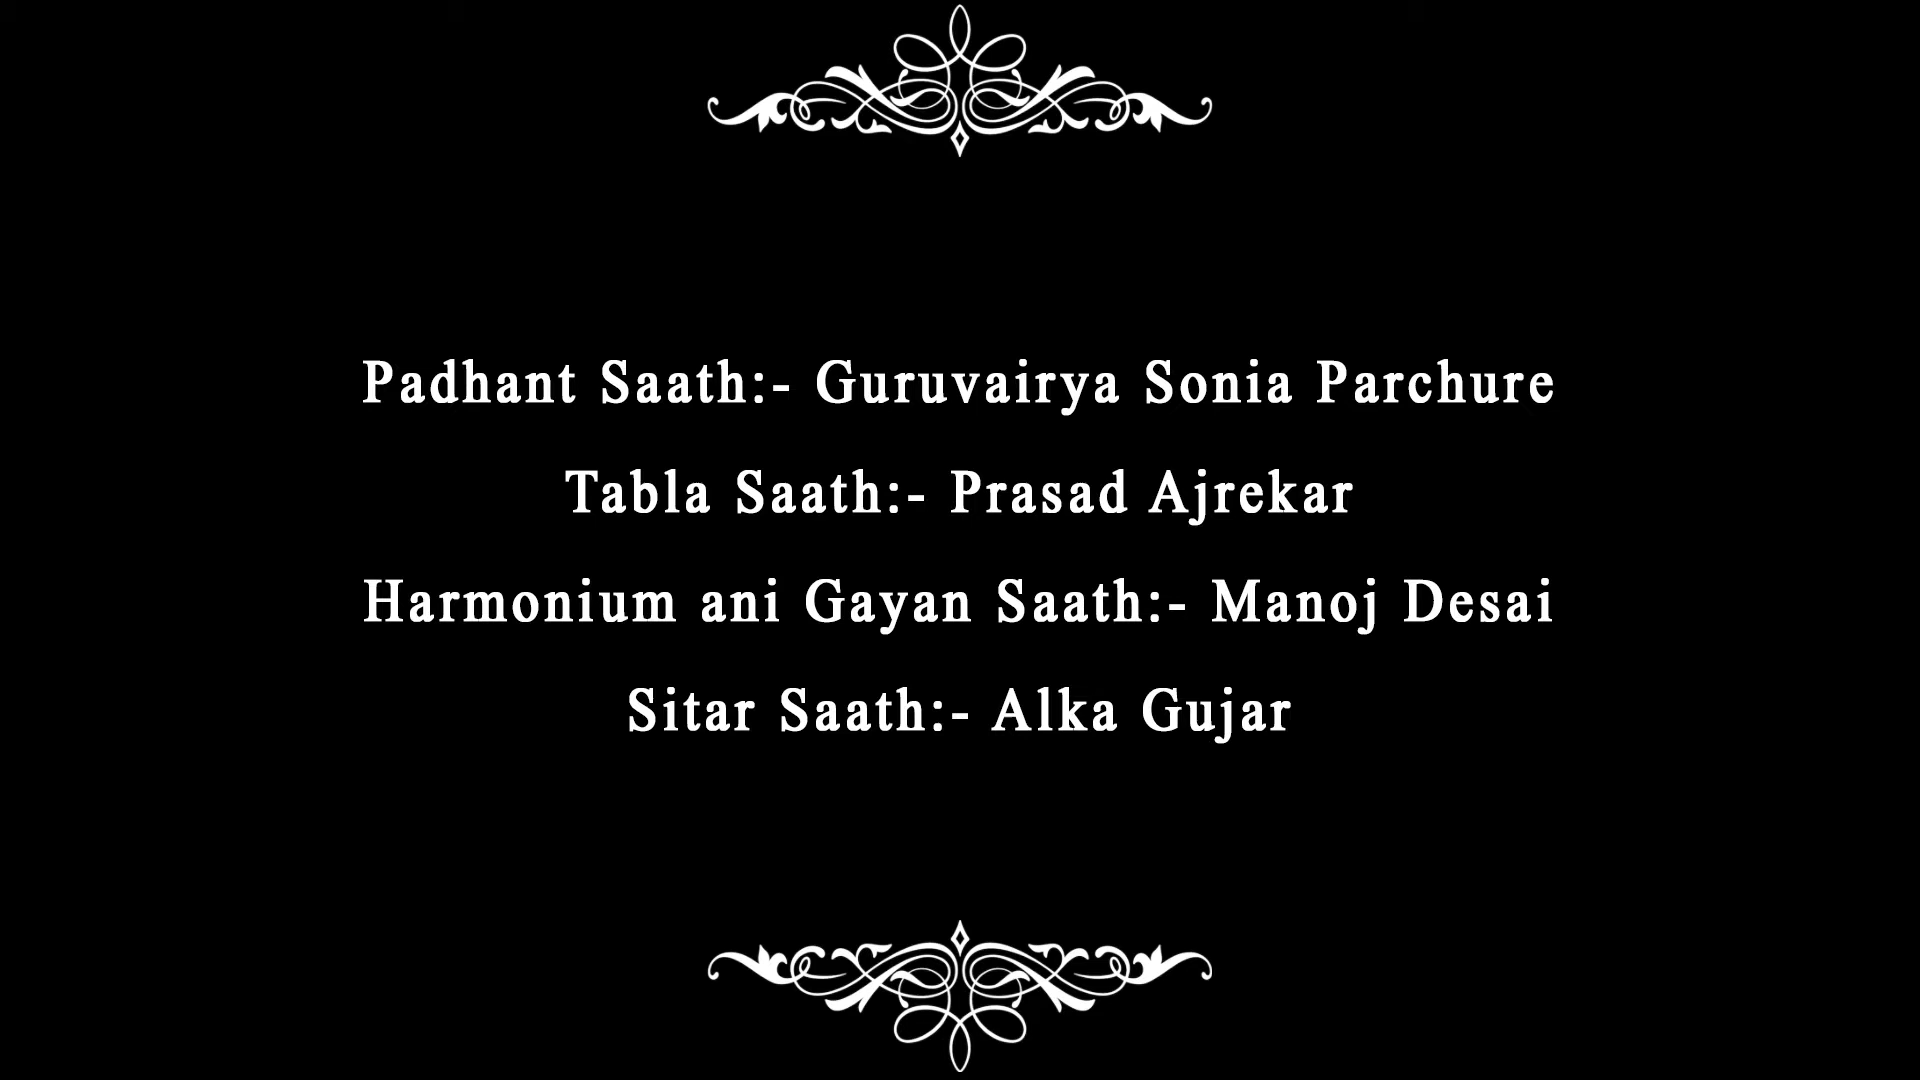 Padhant Saath:- Guruvairya Sonia Parchure
Tabla Saath:- Prasad Ajrekar
Harmonium ani Gayan Saath:- Manoj Desai
Sitar Saath:- Alka Gujar